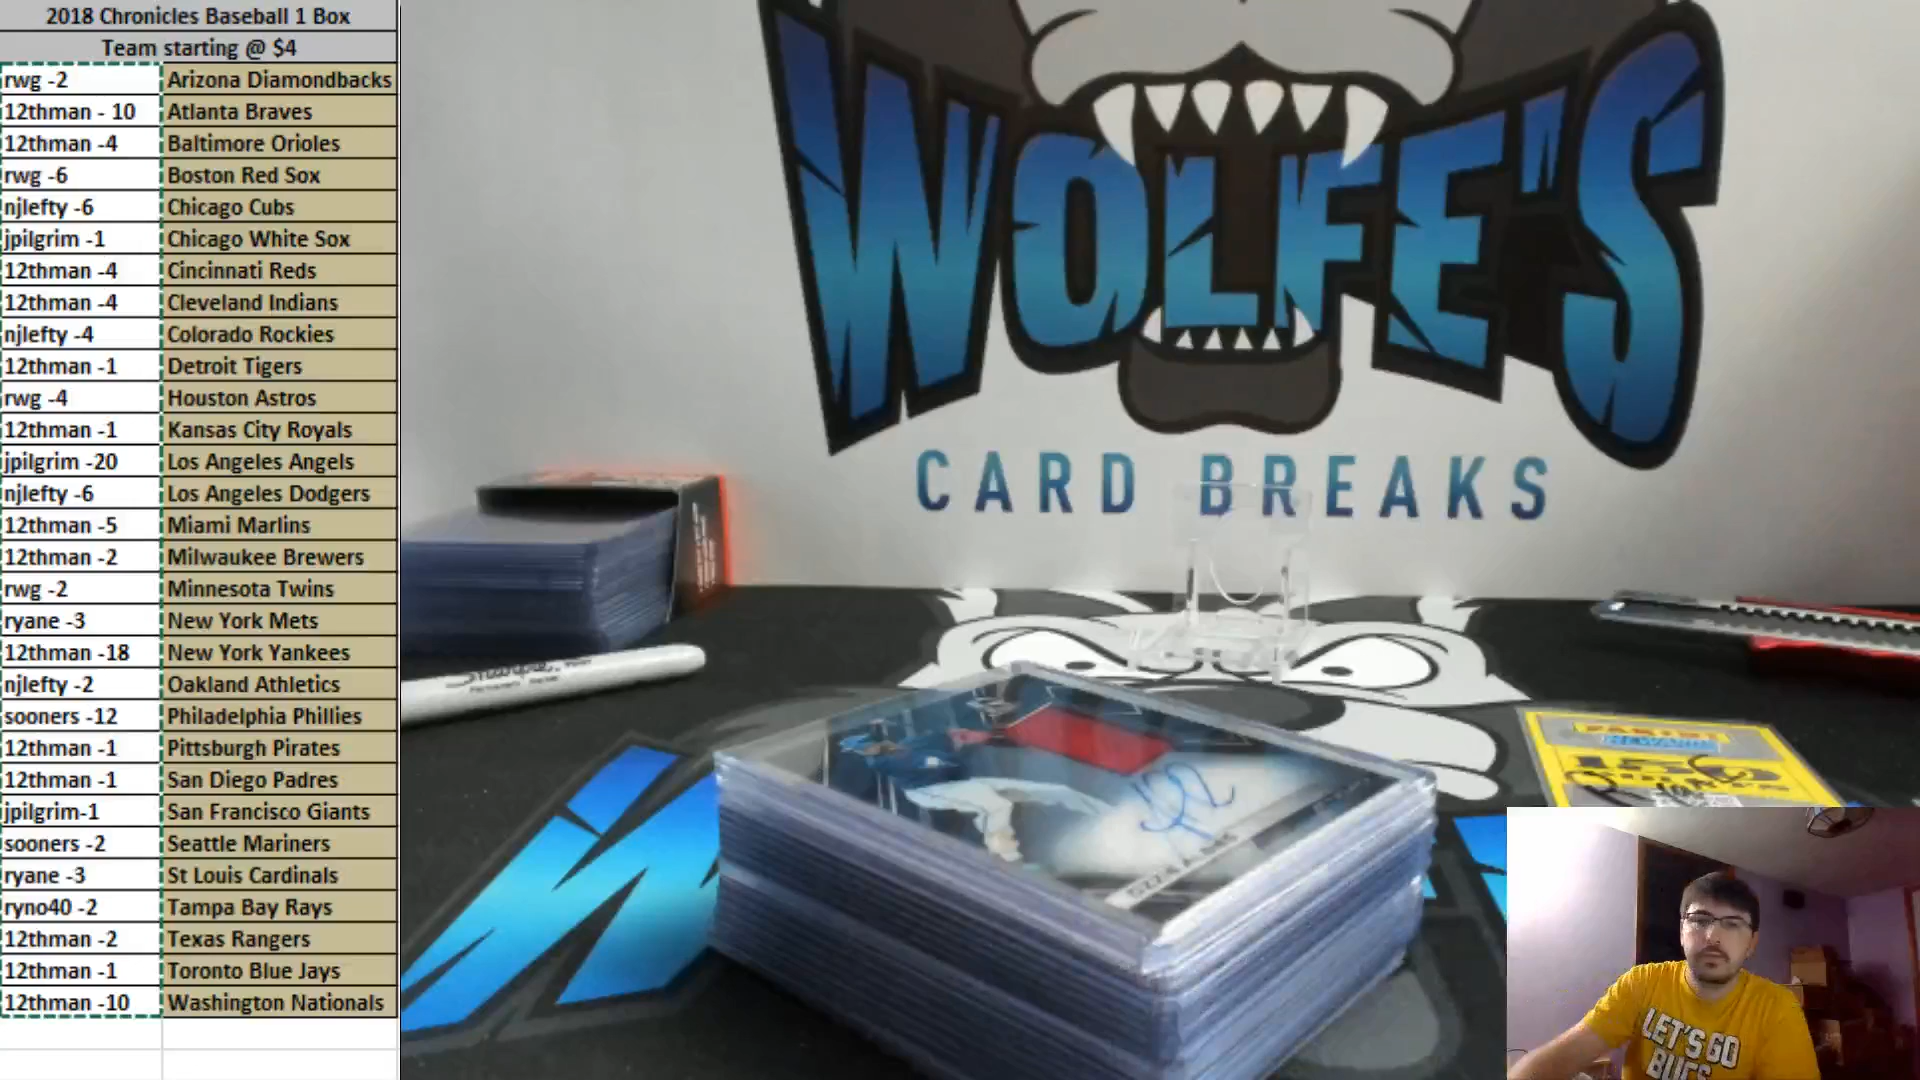 2018 Chronicles Baseball 1 Box
Team starting @ $4
rwg -2 Arizona Diamondbacks
12thman - 10 Atlanta Braves
12thman -4 Baltimore Orioles
rwg -6 Boston Red Sox
njlefty -6 Chicago Cubs
jpilgrim -1 Chicago White Sox
12thman -4 Cincinnati Reds
12thman -4 Cleveland Indians
njlefty -4 Colorado Rockies
12thman -1 Detroit Tigers
rwg -4 Houston Astros
12thman -1 Kansas City Royals
jpilgrim -20 Los Angeles Angels
njlefty -6 Los Angeles Dodgers
12thman -5 Miami Marlins
12thman -2 Milwaukee Brewers
rwg -2 Minnesota Twins
ryane -3 New York Mets
12thman -18 New York Yankees
njlefty -2 Oakland Athletics
sooners -12 Philadelphia Phillies
12thman -1 Pittsburgh Pirates
12thman -1 San Diego Padres
jpilgrim-1 San Francisco Giants
sooners -2 Seattle Mariners
ryane -3 St Louis Cardinals
ryno40 -2 Tampa Bay Rays
12thman -2 Texas Rangers
12thman -1 Toronto Blue Jays
12thman -10 Washington Nationals
WOLFE'S
CARD BREAKS
PANINI
REWARDS
LET'S GO
BUCS